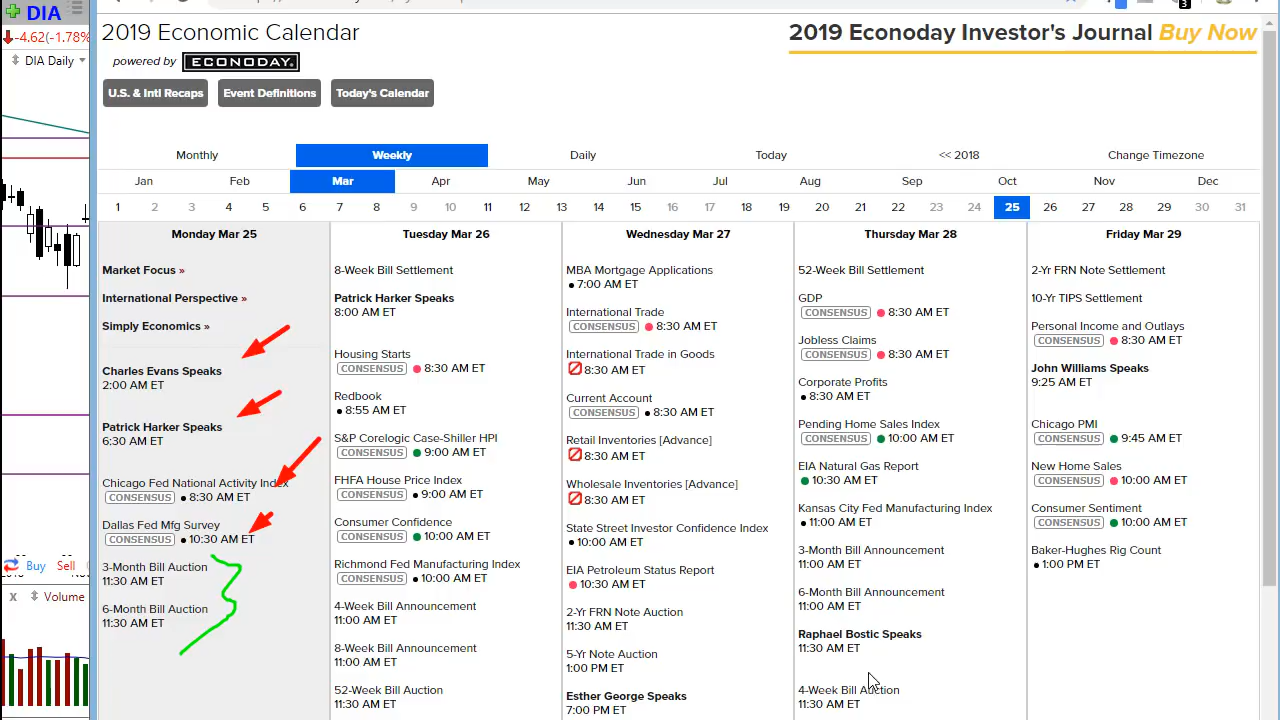 DIA
-4.62(-1.78%
DIA Daily
Buy Sell
x Volume
2019 Economic Calendar
2019 Econoday Investor's Journal Buy Now
powered by ECONODAY.
U.S. & Intl Recaps Event Definitions Today's Calendar
Monthly Weekly Daily Today << 2018 Change Timezone
Jan Feb Mar Apr May Jun Jul Aug Sep Oct Nov Dec
1 2 3 4 5 6 7 8 9 10 11 12 13 14 15 16 17 18 19 20 21 22 23 24 25 26 27 28 29 30 31
Monday Mar 25
Market Focus »
International Perspective »
Simply Economics »
Charles Evans Speaks
2:00 AM ET
Patrick Harker Speaks
6:30 AM ET
Chicago Fed National Activity Index
CONSENSUS 8:30 AM ET
Dallas Fed Mfg Survey
CONSENSUS 10:30 AM ET
3-Month Bill Auction
11:30 AM ET
6-Month Bill Auction
11:30 AM ET
Tuesday Mar 26
8-Week Bill Settlement
Patrick Harker Speaks
8:00 AM ET
Housing Starts
CONSENSUS 8:30 AM ET
Redbook
8:55 AM ET
S&P Corelogic Case-Shiller HPI
CONSENSUS 9:00 AM ET
FHFA House Price Index
CONSENSUS 9:00 AM ET
Consumer Confidence
CONSENSUS 10:00 AM ET
Richmond Fed Manufacturing Index
CONSENSUS 10:00 AM ET
4-Week Bill Announcement
11:00 AM ET
8-Week Bill Announcement
11:00 AM ET
52-Week Bill Auction
11:30 AM ET
Wednesday Mar 27
MBA Mortgage Applications
7:00 AM ET
International Trade
CONSENSUS 8:30 AM ET
International Trade in Goods
8:30 AM ET
Current Account
CONSENSUS 8:30 AM ET
Retail Inventories [Advance]
8:30 AM ET
Wholesale Inventories [Advance]
8:30 AM ET
State Street Investor Confidence Index
10:00 AM ET
EIA Petroleum Status Report
10:30 AM ET
2-Yr FRN Note Auction
11:30 AM ET
5-Yr Note Auction
1:00 PM ET
Esther George Speaks
7:00 PM ET
Thursday Mar 28
52-Week Bill Settlement
GDP
CONSENSUS 8:30 AM ET
Jobless Claims
CONSENSUS 8:30 AM ET
Corporate Profits
8:30 AM ET
Pending Home Sales Index
CONSENSUS 10:00 AM ET
EIA Natural Gas Report
10:30 AM ET
Kansas City Fed Manufacturing Index
11:00 AM ET
3-Month Bill Announcement
11:00 AM ET
6-Month Bill Announcement
11:00 AM ET
Raphael Bostic Speaks
11:30 AM ET
4-Week Bill Auction
11:30 AM ET
Friday Mar 29
2-Yr FRN Note Settlement
10-Yr TIPS Settlement
Personal Income and Outlays
CONSENSUS 8:30 AM ET
John Williams Speaks
9:25 AM ET
Chicago PMI
CONSENSUS 9:45 AM ET
New Home Sales
CONSENSUS 10:00 AM ET
Consumer Sentiment
CONSENSUS 10:00 AM ET
Baker-Hughes Rig Count
1:00 PM ET